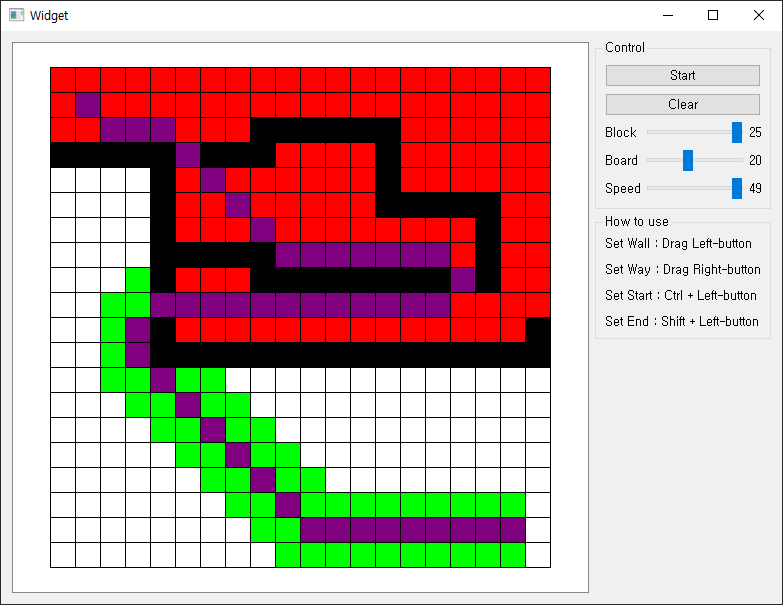 Widget
Control
Start
Clear
Block 25
Board 20
Speed 49
How to use
Set Wall : Drag Left-button
Set Way : Drag Right-button
Set Start : Ctrl + Left-button
Set End : Shift + Left-button